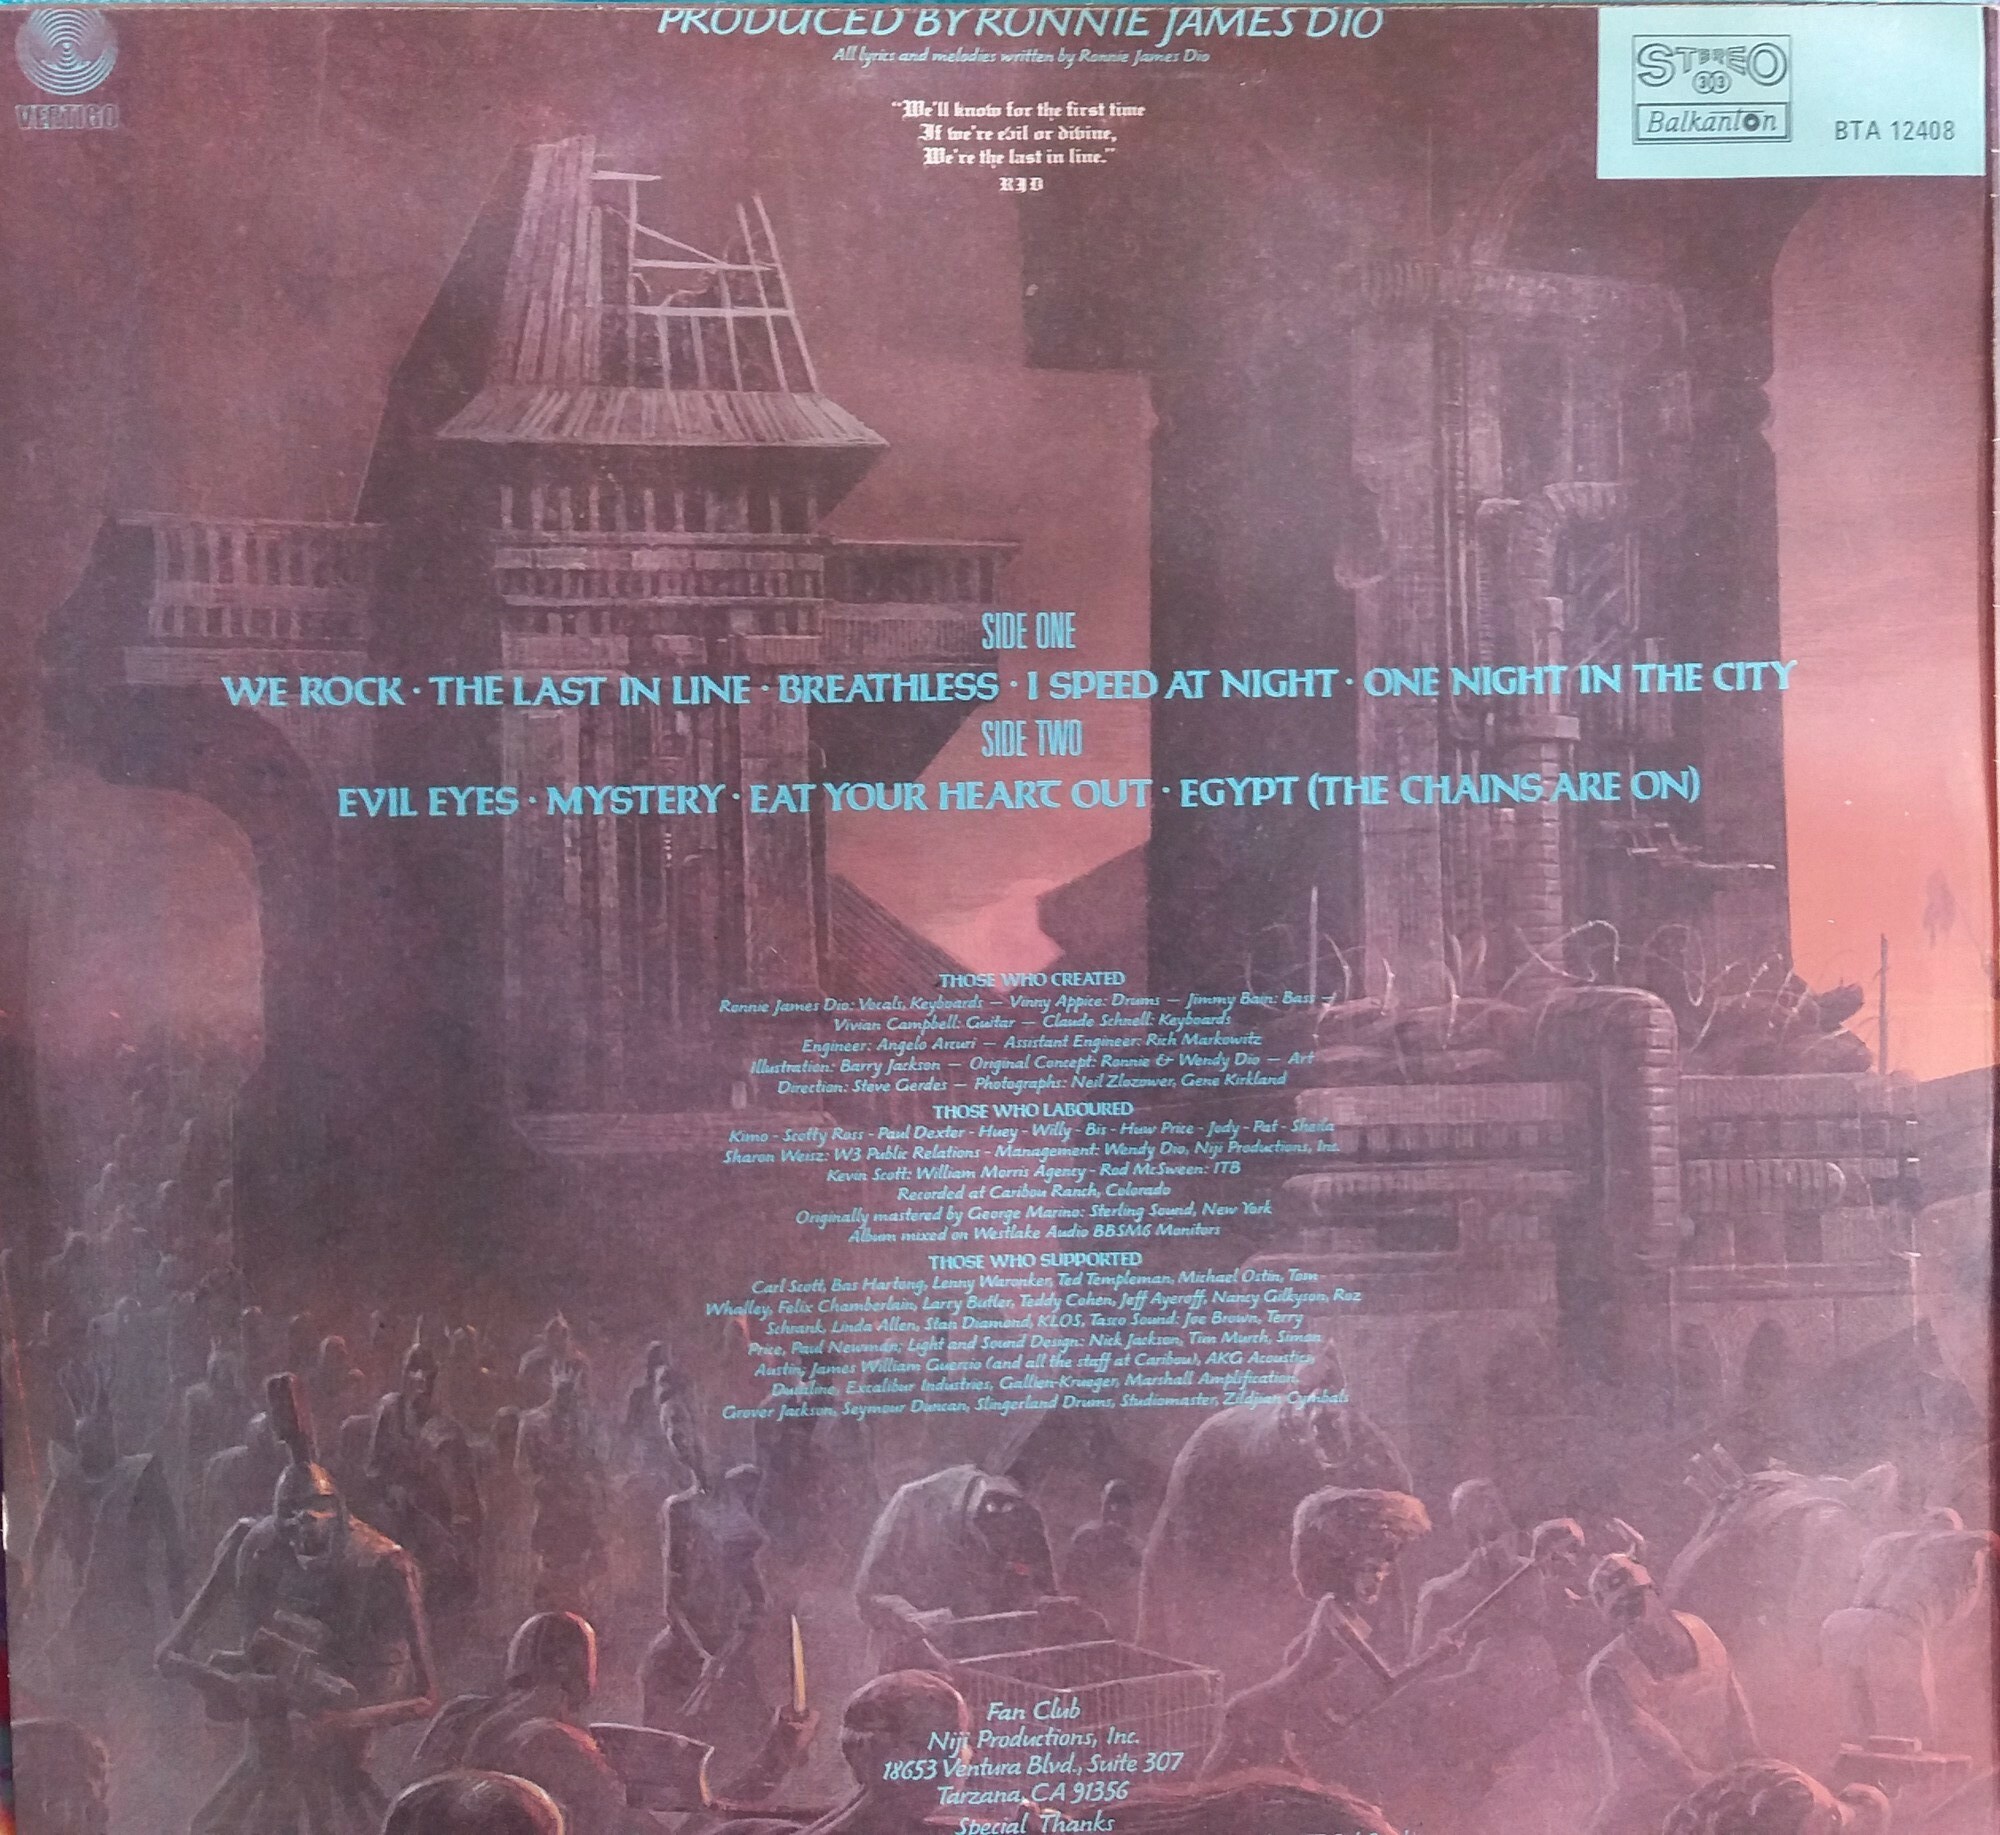 PRODUCED BY RONNIE JAMES DIO
All lyrics and melodies written by Ronnie James Dio
VERTIGO
STEREO
33
Balkanton
BTA 12408
"We'll know for the first time
If we're evil or divine,
We're the last in line."
RJD
SIDE ONE
WE ROCK · THE LAST IN LINE · BREATHLESS · I SPEED AT NIGHT · ONE NIGHT IN THE CITY
SIDE TWO
EVIL EYES · MYSTERY · EAT YOUR HEART OUT · EGYPT (THE CHAINS ARE ON)
THOSE WHO CREATED
Ronnie James Dio: Vocals, Keyboards — Vinny Appice: Drums — Jimmy Bain: Bass —
Vivian Campbell: Guitar — Claude Schnell: Keyboards
Engineer: Angelo Arcuri — Assistant Engineer: Rich Markowitz
Illustration: Barry Jackson — Original Concept: Ronnie & Wendy Dio — Art
Direction: Steve Gerdes — Photographs: Neil Zlozower, Gene Kirkland
THOSE WHO LABOURED
Kimo - Scotty Ross - Paul Dexter - Huey - Willy - Bis - Huw Price - Jody - Pat - Sheila
Sharon Weisz: W3 Public Relations - Management: Wendy Dio, Niji Productions, Inc.
Kevin Scott: William Morris Agency - Rod McSween: ITB
Recorded at Caribou Ranch, Colorado
Originally mastered by George Marino: Sterling Sound, New York
Album mixed on Westlake Audio BBSM6 Monitors
THOSE WHO SUPPORTED
Carl Scott, Bas Hartong, Lenny Waronker, Ted Templeman, Michael Ostin, Tom
Whalley, Felix Chamberlain, Larry Butler, Teddy Cohen, Jeff Ayeroff, Nancy Gilkyson, Roz
Schrank, Linda Allen, Stan Diamond, KLOS, Tasco Sound: Joe Brown, Terry
Price, Paul Newman; Light and Sound Design: Nick Jackson, Tim Murch, Simon
Austin; James William Guercio (and all the staff at Caribou), AKG Acoustics,
Duraline, Excalibur Industries, Gallien-Krueger, Marshall Amplification,
Grover Jackson, Seymour Duncan, Slingerland Drums, Studiomaster, Zildjian Cymbals
Fan Club
Niji Productions, Inc.
18653 Ventura Blvd., Suite 307
Tarzana, CA 91356
Special Thanks